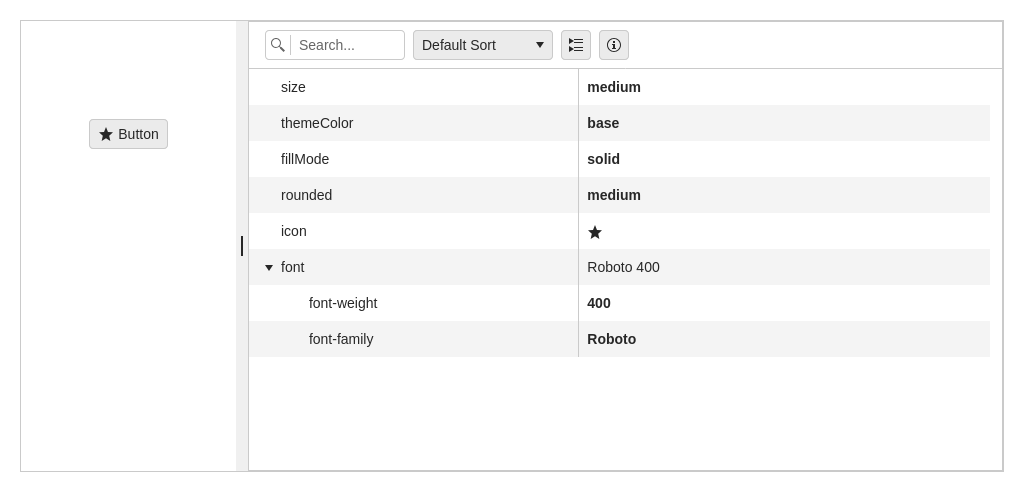 Search...
Default Sort
Button
size medium
themeColor base
fillMode solid
rounded medium
icon
font Roboto 400
font-weight 400
font-family Roboto